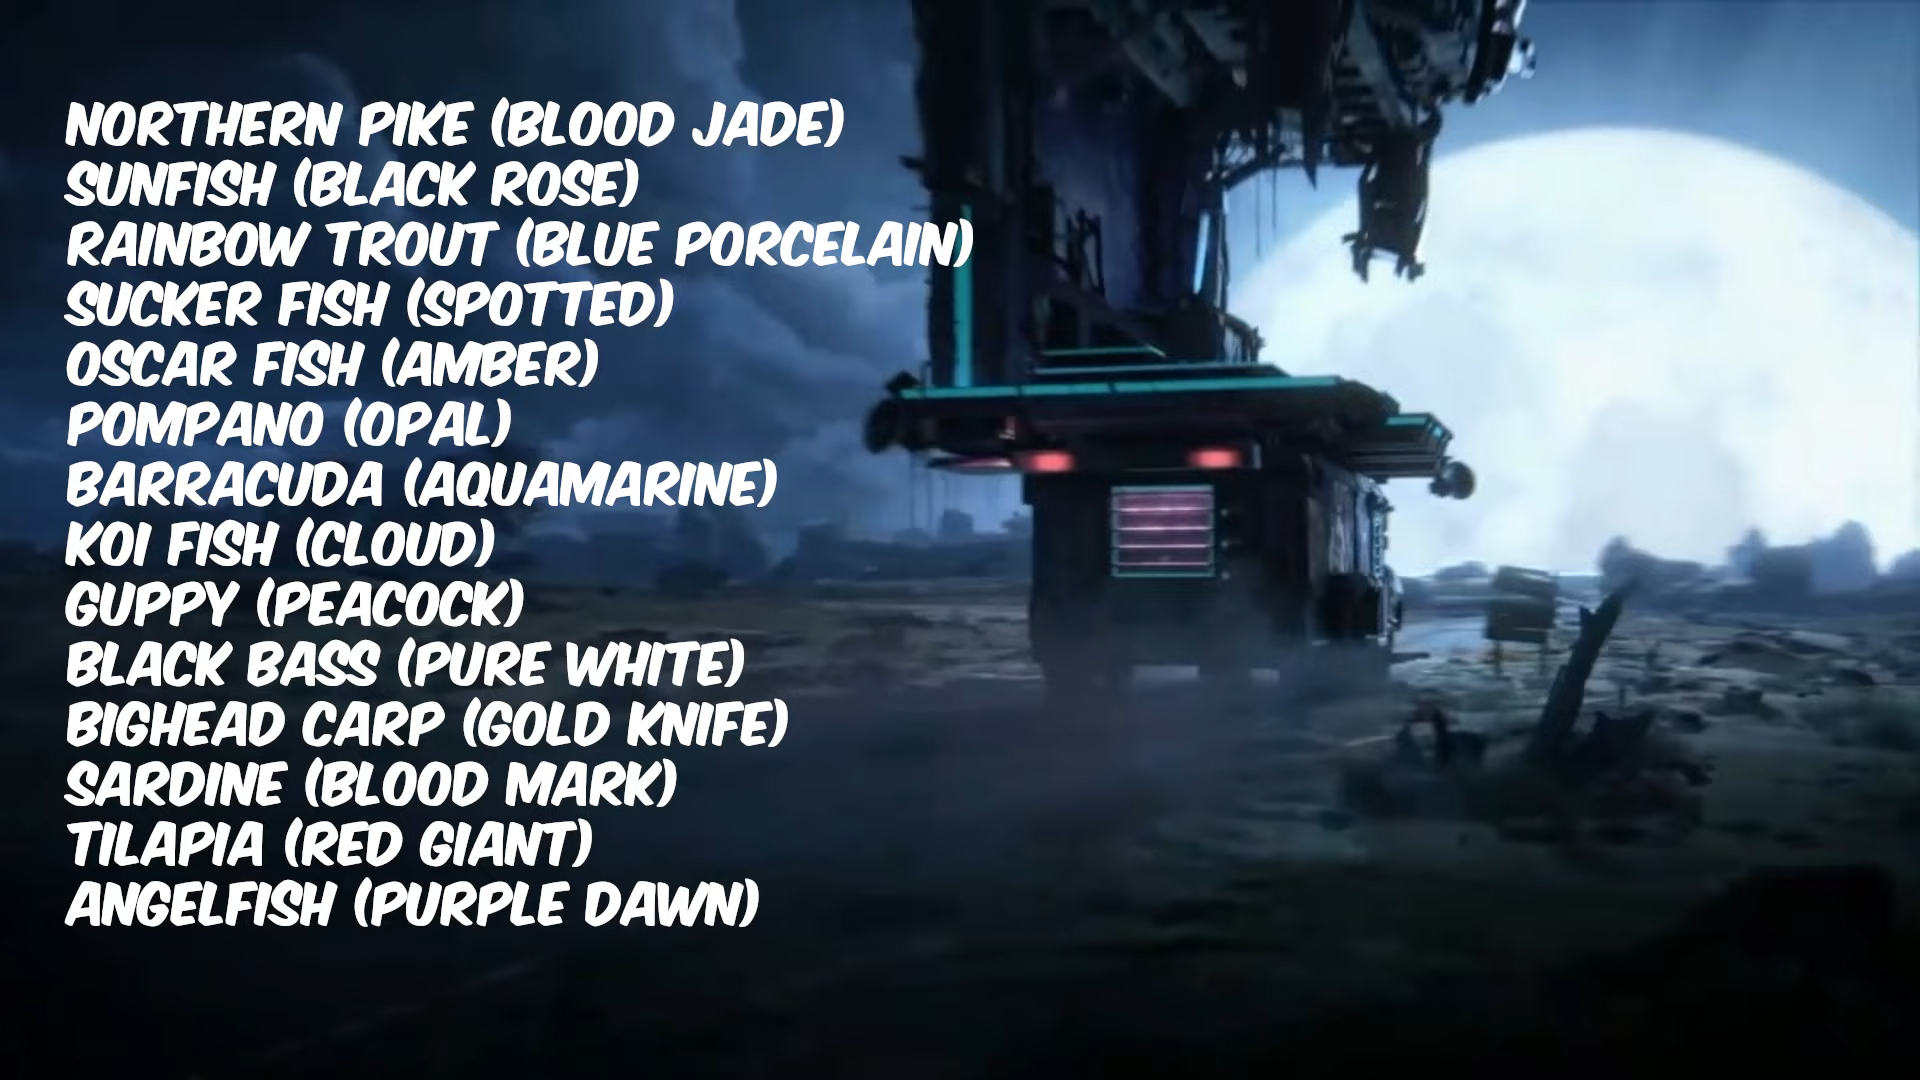 NORTHERN PIKE (BLOOD JADE)
SUNFISH (BLACK ROSE)
RAINBOW TROUT (BLUE PORCELAIN)
SUCKER FISH (SPOTTED)
OSCAR FISH (AMBER)
POMPANO (OPAL)
BARRACUDA (AQUAMARINE)
KOI FISH (CLOUD)
GUPPY (PEACOCK)
BLACK BASS (PURE WHITE)
BIGHEAD CARP (GOLD KNIFE)
SARDINE (BLOOD MARK)
TILAPIA (RED GIANT)
ANGELFISH (PURPLE DAWN)